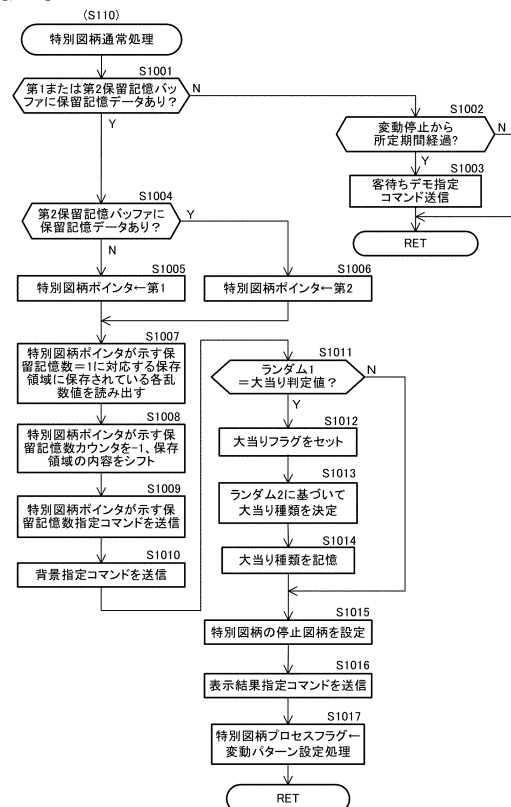 (S110)
特別図柄通常処理
S1001
第1または第2保留記憶バッ
ファに保留記憶データあり？
N
Y
S1002
変動停止から
所定期間経過?
N
Y
S1003
客待ちデモ指定
コマンド送信
RET
S1004
第2保留記憶バッファに
保留記憶データあり？
Y
N
S1005
特別図柄ポインタ←第1
S1006
特別図柄ポインタ←第2
S1007
特別図柄ポインタが示す保
留記憶数＝1に対応する保存
領域に保存されている各乱
数値を読み出す
S1008
特別図柄ポインタが示す保
留記憶数カウンタを-1、保存
領域の内容をシフト
S1009
特別図柄ポインタが示す保
留記憶数指定コマンドを送信
S1010
背景指定コマンドを送信
S1011
ランダム1
＝大当り判定値？
N
Y
S1012
大当りフラグをセット
S1013
ランダム2に基づいて
大当り種類を決定
S1014
大当り種類を記憶
S1015
特別図柄の停止図柄を設定
S1016
表示結果指定コマンドを送信
S1017
特別図柄プロセスフラグ←
変動パターン設定処理
RET